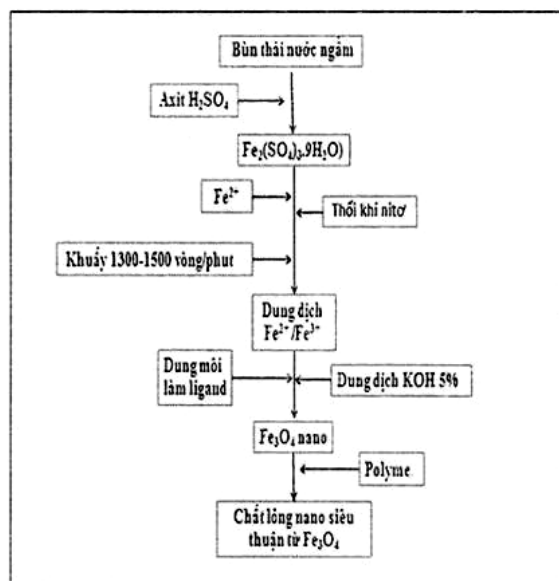 Bùn thải nước ngầm
Axit H₂SO₄
Fe₂(SO₄)₃.9H₂O)
Fe²⁺
Thổi khí nitơ
Khuấy 1300-1500 vòng/phut
Dung dịch
Fe²⁺/Fe³⁺
Dung môi
làm ligand
Dung dịch KOH 5%
Fe₃O₄ nano
Polyme
Chất lỏng nano siêu
thuận từ Fe₃O₄